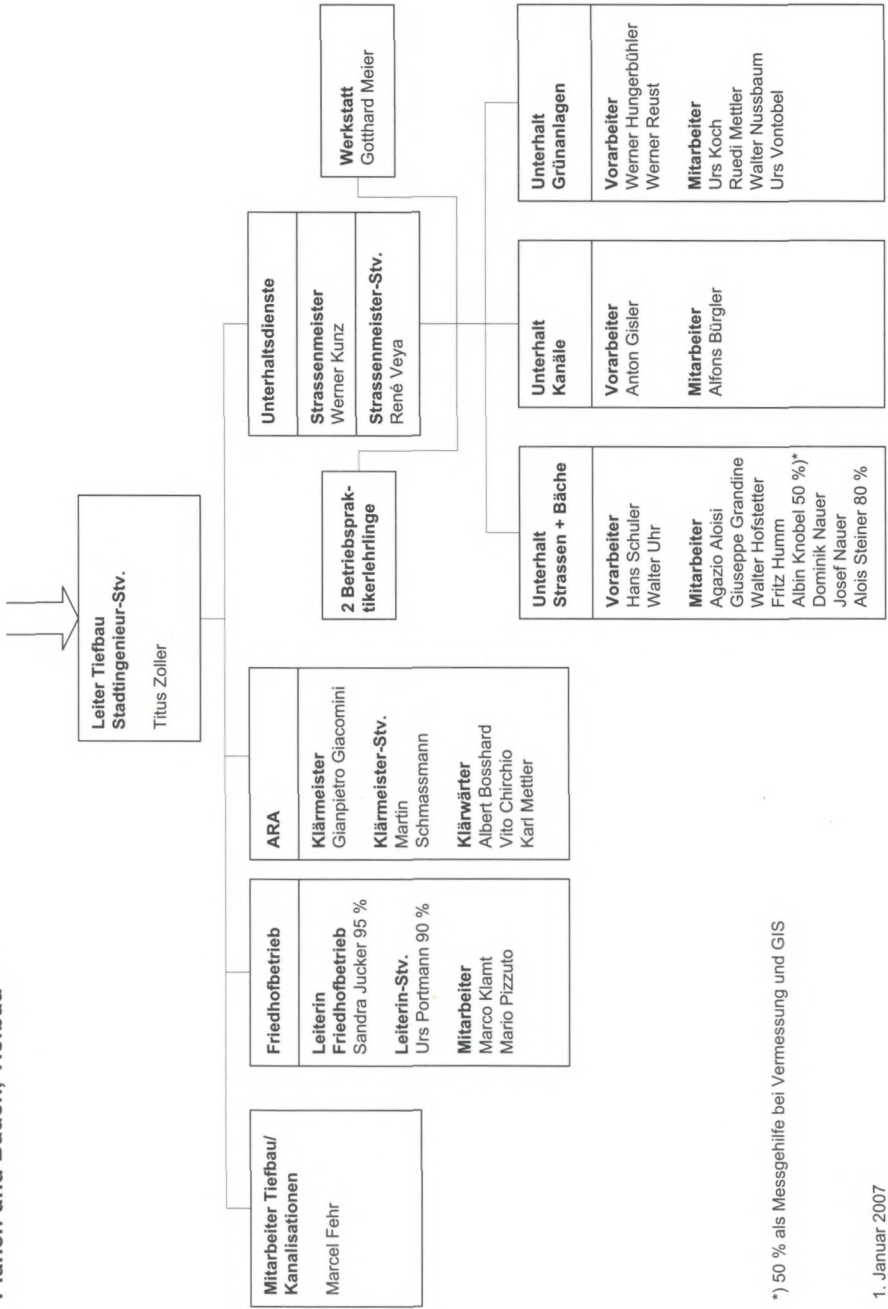 Planen und Bauen, Tiefbau
Leiter Tiefbau
Stadtingenieur-Stv.
Titus Zoller
Mitarbeiter Tiefbau/
Kanalisationen
Marcel Fehr
Friedhofbetrieb
Leiterin
Friedhofbetrieb
Sandra Jucker 95 %
Leiterin-Stv.
Urs Portmann 90 %
Mitarbeiter
Marco Klamt
Mario Pizzuto
ARA
Klärmeister
Gianpietro Giacomini
Klärmeister-Stv.
Martin
Schmassmann
Klärwärter
Albert Bosshard
Vito Chirchio
Karl Mettler
Unterhaltsdienste
Strassenmeister
Werner Kunz
Strassenmeister-Stv.
René Veya
2 Betriebsprak-
tikerlehrlinge
Werkstatt
Gotthard Meier
Unterhalt
Strassen + Bäche
Vorarbeiter
Hans Schuler
Walter Uhr
Mitarbeiter
Agazio Aloisi
Giuseppe Grandine
Walter Hofstetter
Fritz Humm
Albin Knobel 50 %)*
Dominik Nauer
Josef Nauer
Alois Steiner 80 %
Unterhalt
Kanäle
Vorarbeiter
Anton Gisler
Mitarbeiter
Alfons Bürgler
Unterhalt
Grünanlagen
Vorarbeiter
Werner Hungerbühler
Werner Reust
Mitarbeiter
Urs Koch
Ruedi Mettler
Walter Nussbaum
Urs Vontobel
*) 50 % als Messgehilfe bei Vermessung und GIS
1. Januar 2007